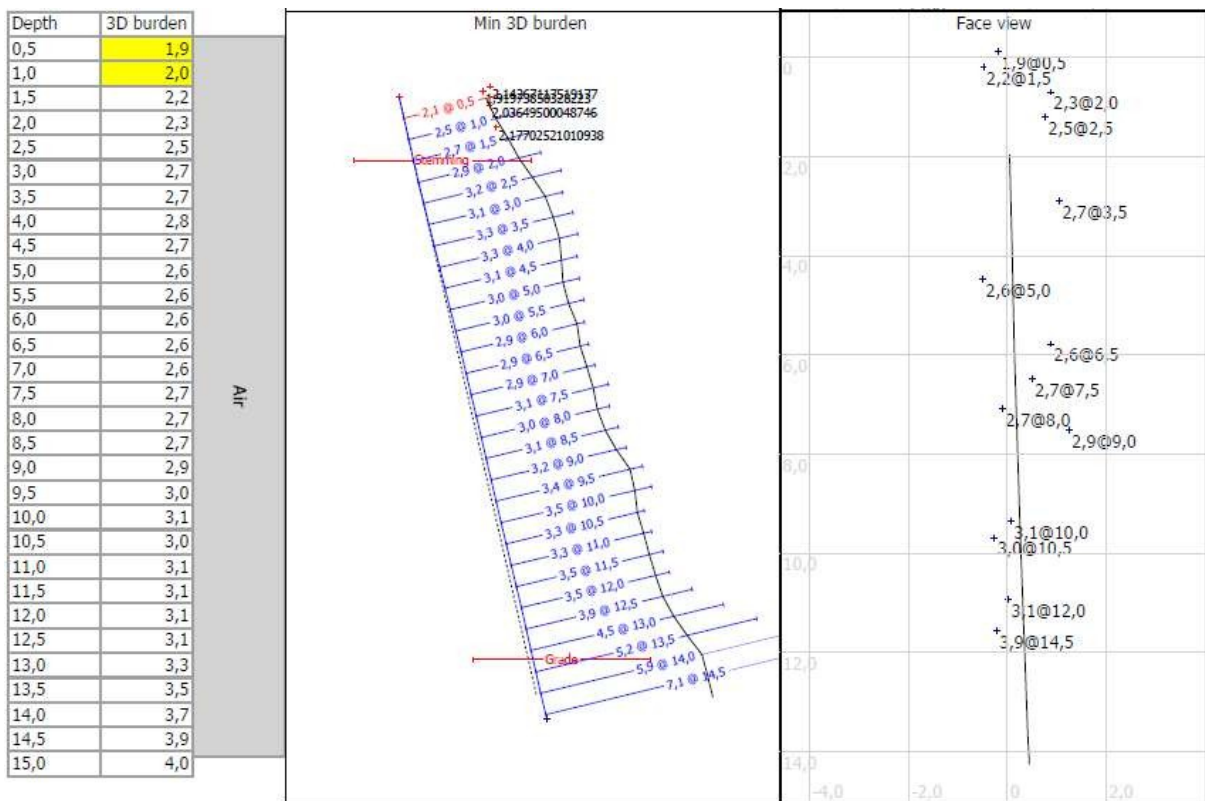 Depth 3D burden
0,5 1,9
1,0 2,0
1,5 2,2
2,0 2,3
2,5 2,5
3,0 2,7
3,5 2,7
4,0 2,8
4,5 2,7
5,0 2,6
5,5 2,6
6,0 2,6
6,5 2,6
7,0 2,6
7,5 2,7
8,0 2,7
8,5 2,7
9,0 2,9
9,5 3,0
10,0 3,1
10,5 3,0
11,0 3,1
11,5 3,1
12,0 3,1
12,5 3,1
13,0 3,3
13,5 3,5
14,0 3,7
14,5 3,9
15,0 4,0
Air
Min 3D burden
2,14367117519177
2,1 @ 0,5
2,03649500048746
2,5 @ 1,0
2,17702521010938
2,7 @ 1,5
Stemming
2,9 @ 2,0
3,2 @ 2,5
3,1 @ 3,0
3,3 @ 3,5
3,3 @ 4,0
3,1 @ 4,5
3,0 @ 5,0
3,0 @ 5,5
2,9 @ 6,0
2,9 @ 6,5
2,9 @ 7,0
3,1 @ 7,5
3,0 @ 8,0
3,1 @ 8,5
3,2 @ 9,0
3,4 @ 9,5
3,5 @ 10,0
3,3 @ 10,5
3,3 @ 11,0
3,5 @ 11,5
3,5 @ 12,0
3,9 @ 12,5
4,5 @ 13,0
5,2 @ 13,5
Grade
5,9 @ 14,0
7,1 @ 14,5
Face view
0
1,9@0,5
2,2@1,5
2,3@2,0
2,5@2,5
2,0
2,7@3,5
4,0
2,6@5,0
2,6@6,5
6,0
2,7@7,5
2,7@8,0
2,9@9,0
8,0
3,1@10,0
3,0@10,5
10,0
3,1@12,0
3,9@14,5
12,0
14,0
-4,0 -2,0 0 2,0